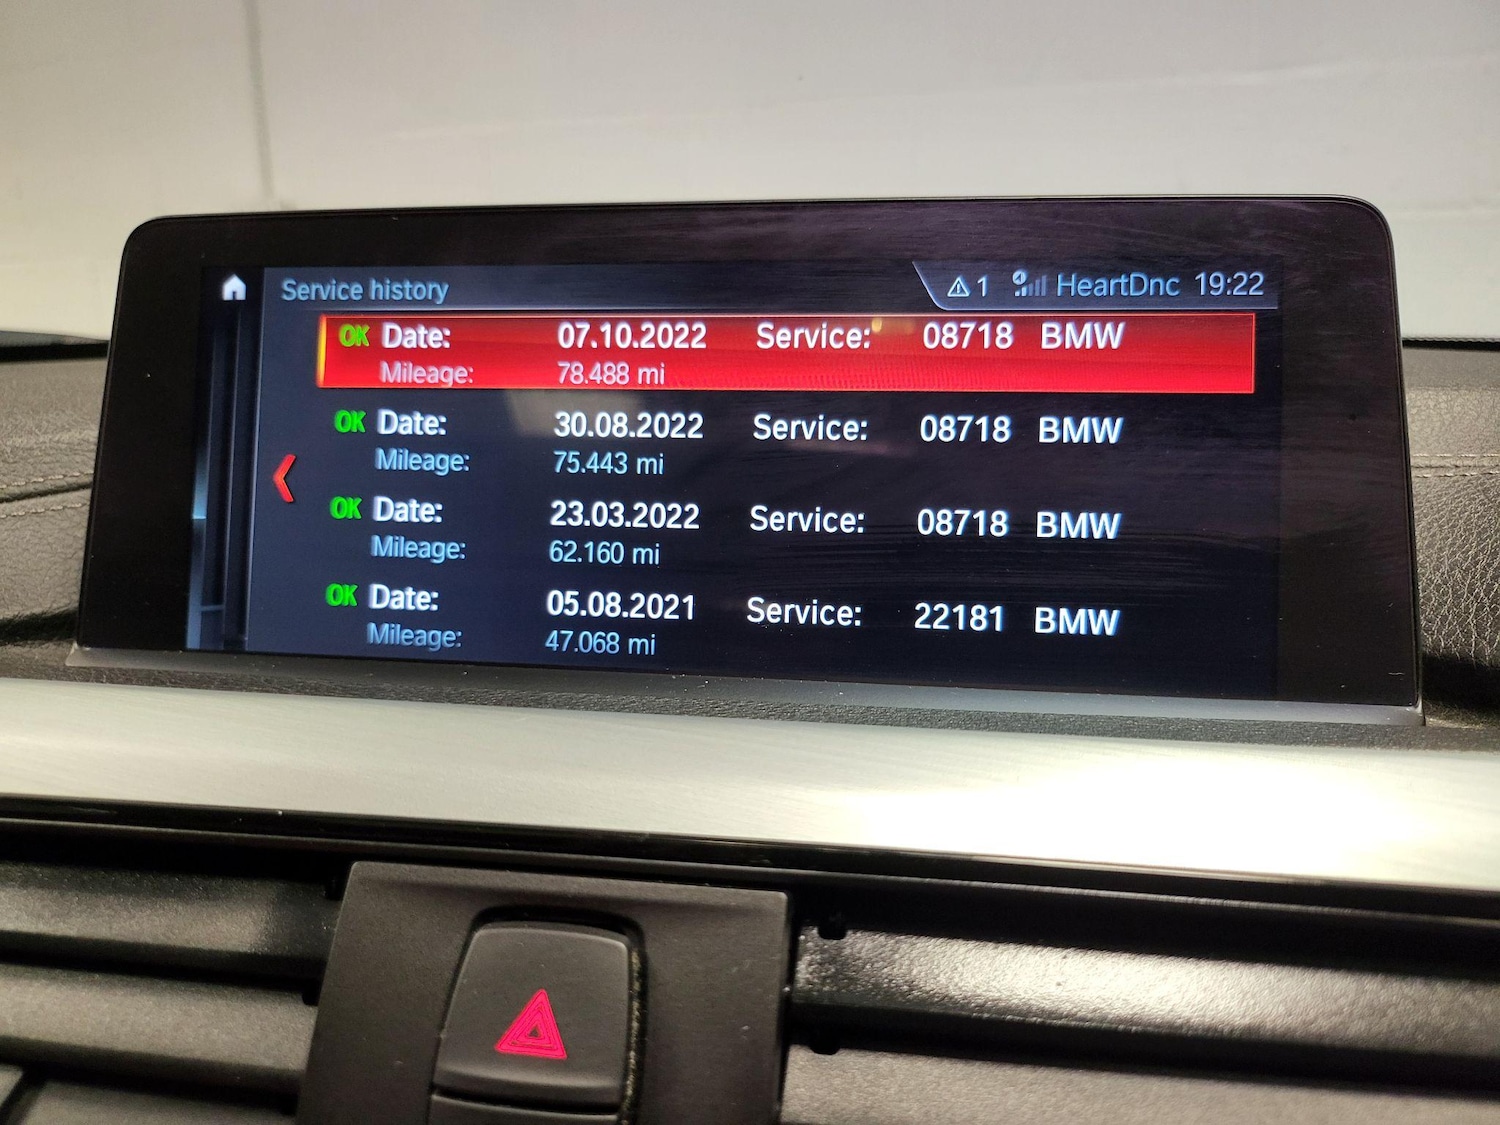 Service history 1 HeartDnc 19:22
OK Date: 07.10.2022 Service: 08718 BMW
Mileage: 78.488 mi
OK Date: 30.08.2022 Service: 08718 BMW
Mileage: 75.443 mi
OK Date: 23.03.2022 Service: 08718 BMW
Mileage: 62.160 mi
OK Date: 05.08.2021 Service: 22181 BMW
Mileage: 47.068 mi